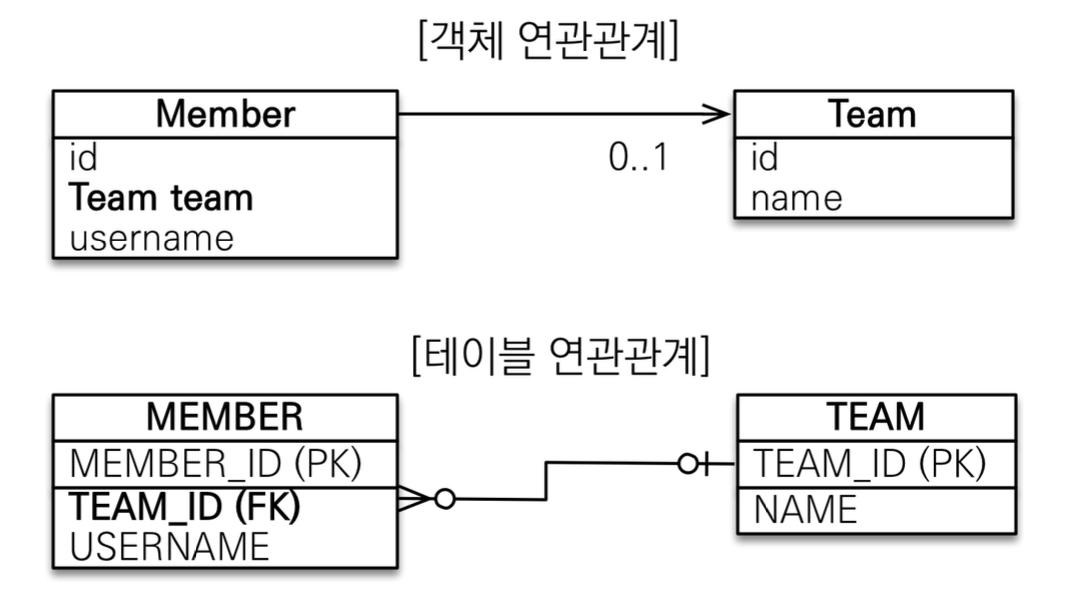 [객체 연관관계]
Member
id
Team team
username
0..1
Team
id
name
[테이블 연관관계]
MEMBER
MEMBER_ID (PK)
TEAM_ID (FK)
USERNAME
TEAM
TEAM_ID (PK)
NAME